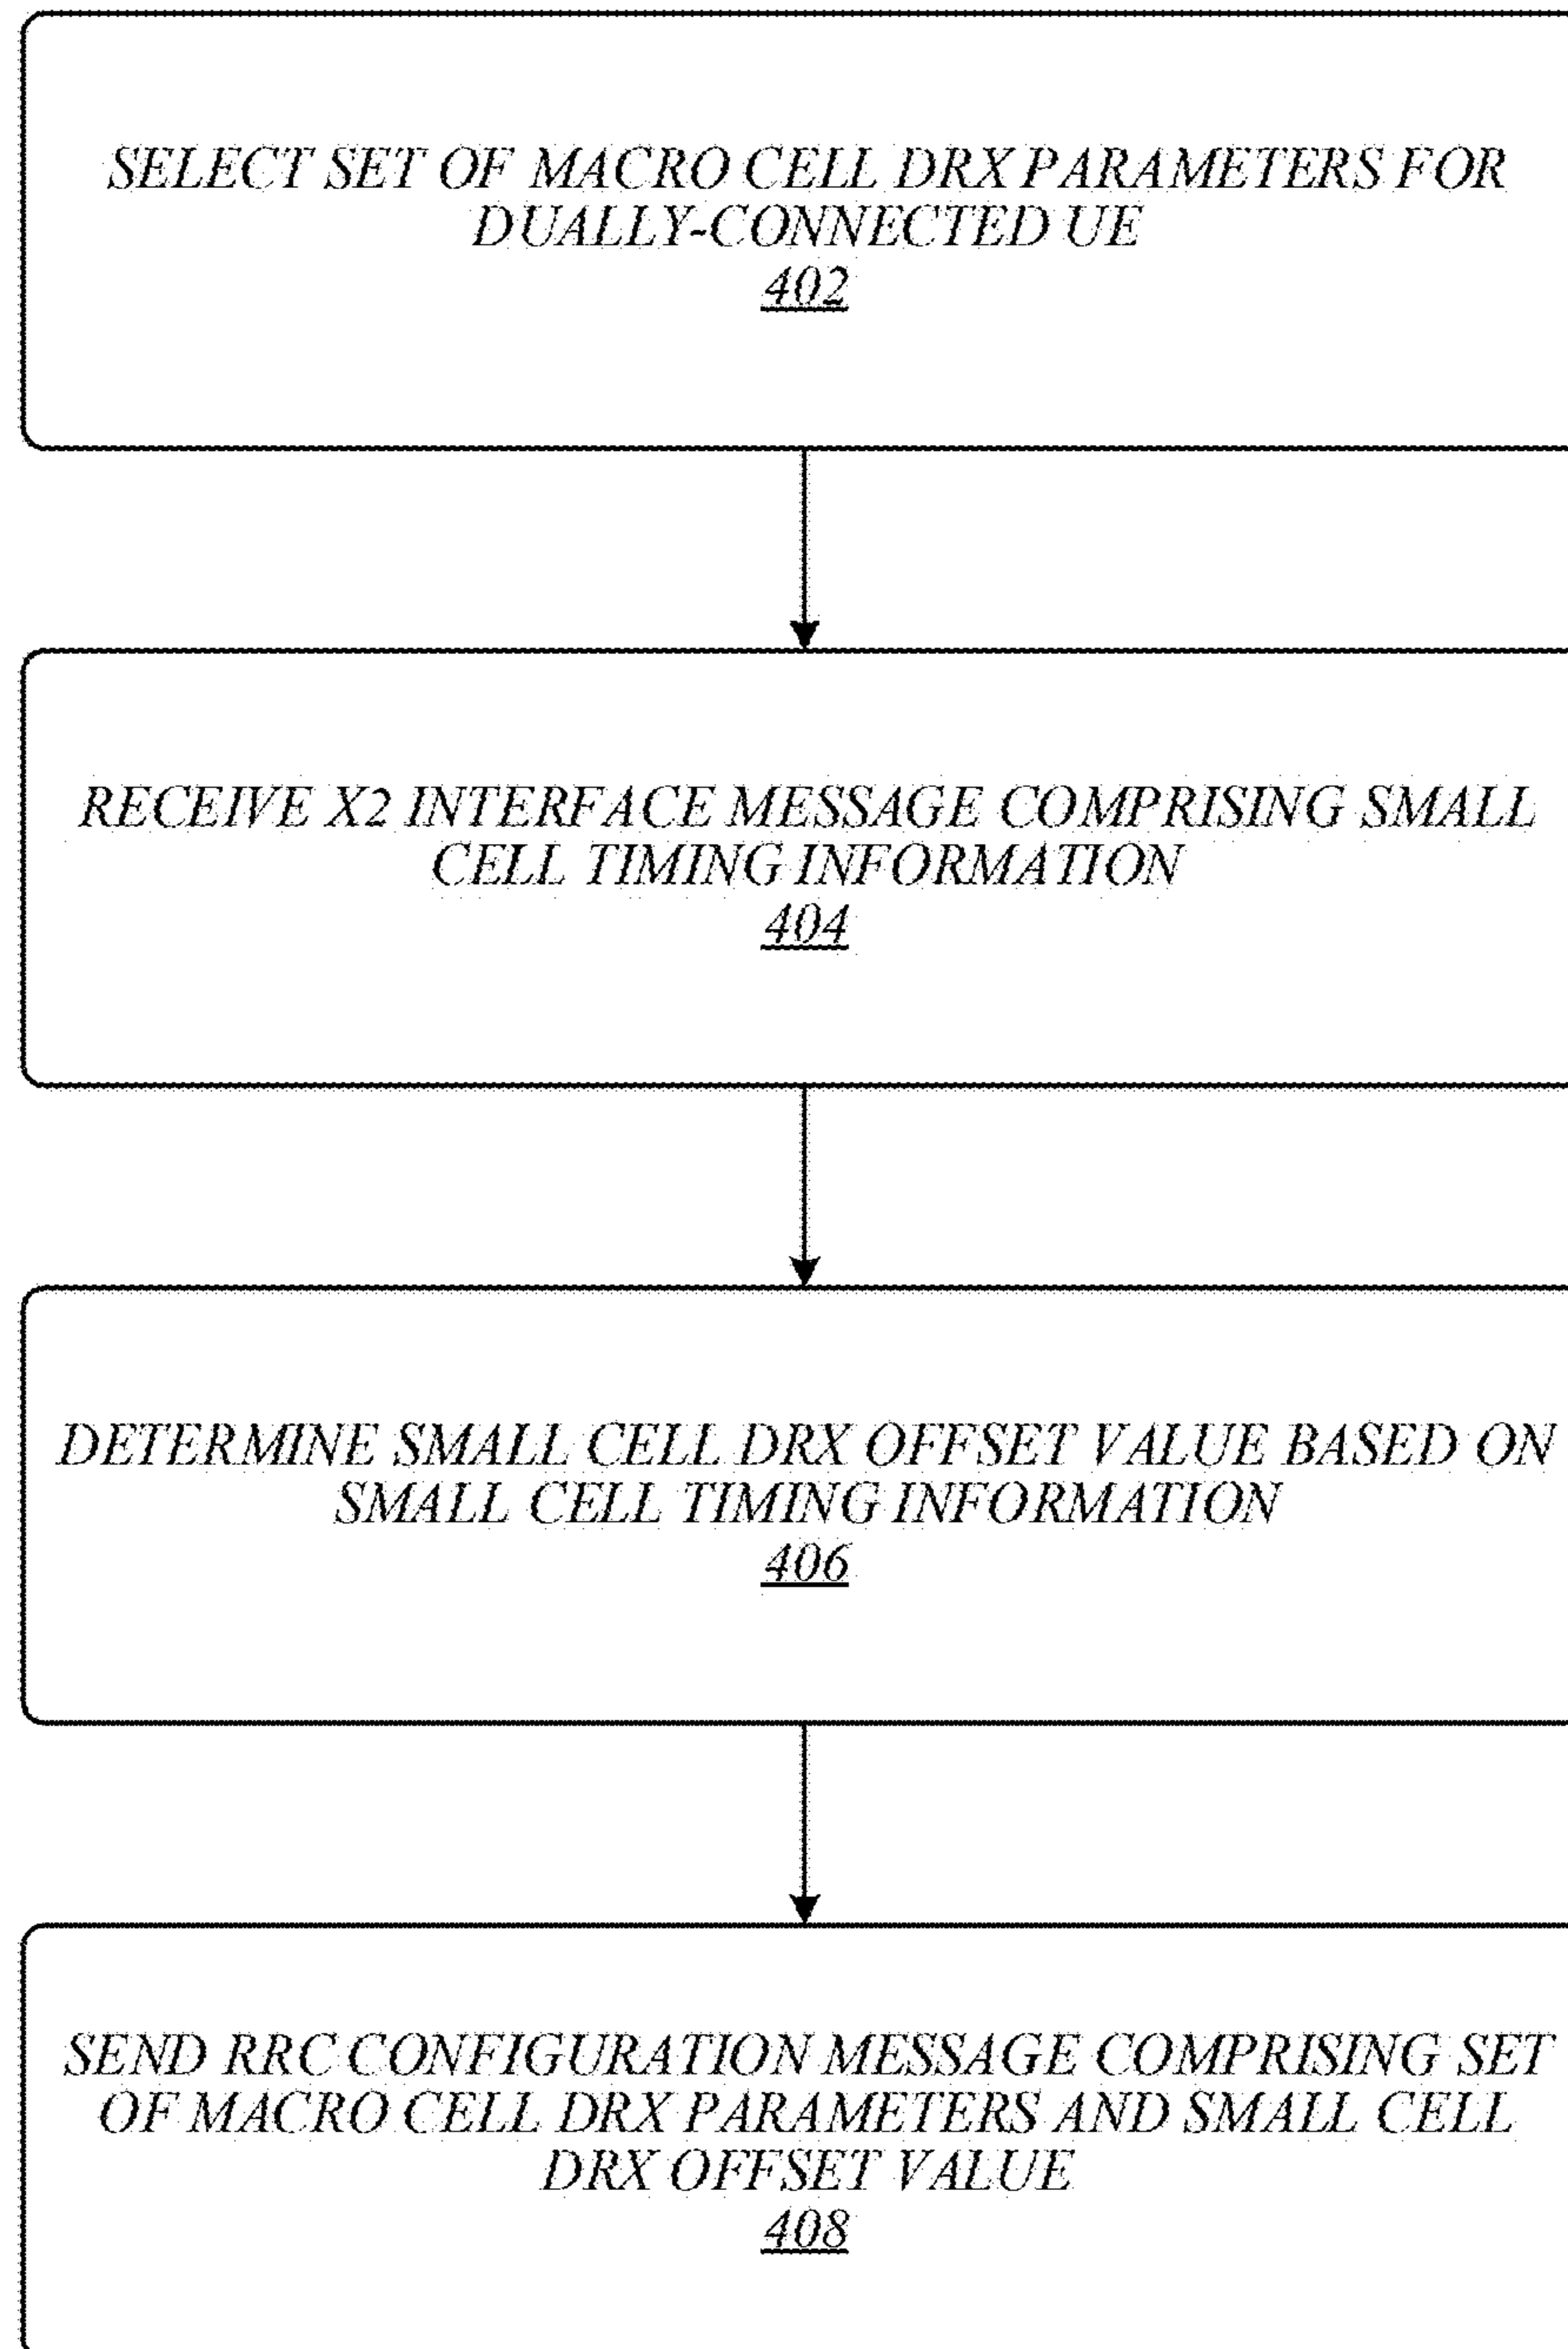 SELECT SET OF MACRO CELL DRX PARAMETERS FOR
DUALLY-CONNECTED UE
402
RECEIVE X2 INTERFACE MESSAGE COMPRISING SMALL
CELL TIMING INFORMATION
404
DETERMINE SMALL CELL DRX OFFSET VALUE BASED ON
SMALL CELL TIMING INFORMATION
406
SEND RRC CONFIGURATION MESSAGE COMPRISING SET
OF MACRO CELL DRX PARAMETERS AND SMALL CELL
DRX OFFSET VALUE
408